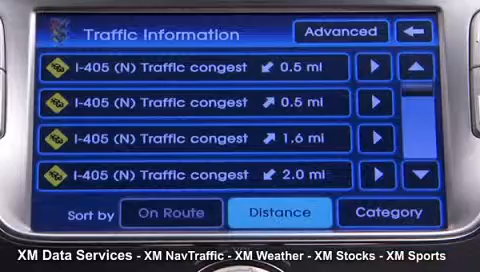 Traffic Information Advanced
I-405 (N) Traffic congest 0.5 mi
I-405 (N) Traffic congest 0.5 mi
I-405 (N) Traffic congest 1.6 mi
I-405 (N) Traffic congest 2.0 mi
Sort by On Route Distance Category
XM Data Services - XM NavTraffic - XM Weather - XM Stocks - XM Sports